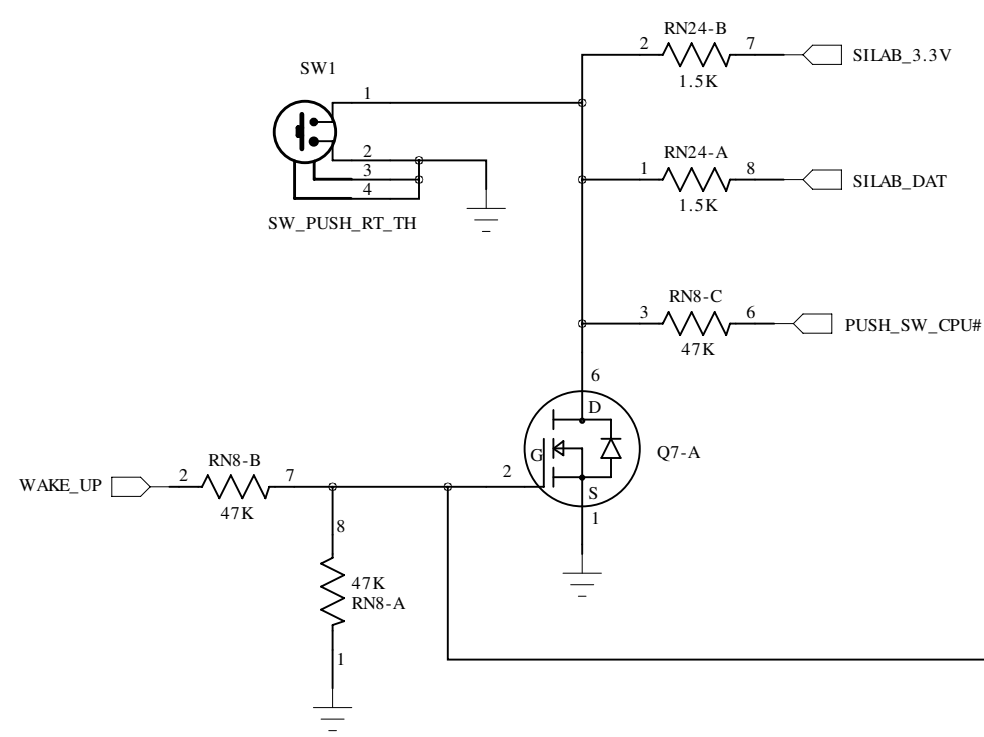 RN24-B
2 7
SILAB_3.3V
1.5K
SW1
1
2
3
4
SW_PUSH_RT_TH
RN24-A
1 8
SILAB_DAT
1.5K
RN8-C
3 6
PUSH_SW_CPU#
47K
6
D
G
Q7-A
S
1
WAKE_UP
2
RN8-B
7
47K
2
8
47K
RN8-A
1